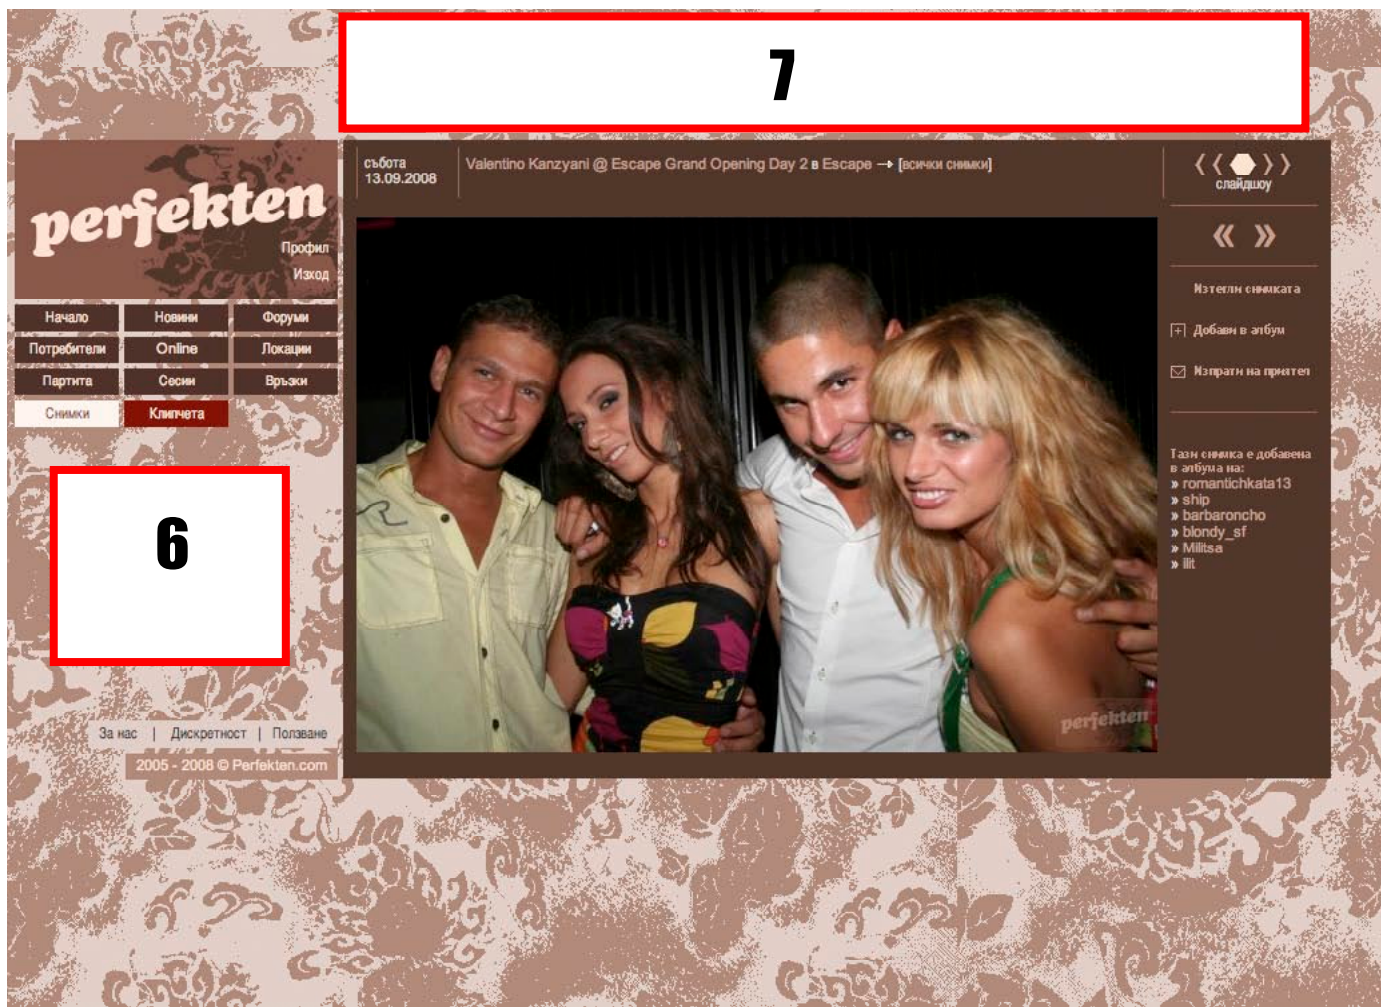 7
събота
13.09.2008
Valentino Kanzyani @ Escape Grand Opening Day 2 в Escape → [всички снимки]
слайдшоу
« »
perfekten
Профил
Изход
Начало Новини Форуми
Потребители Online Локации
Партита Сесии Връзки
Снимки Клипчета
6
Изтегли снимката
Добави в албум
Изпрати на приятел
Тази снимка е добавена
в албума на:
» romantichkata13
» ship
» barbaroncho
» blondy_sf
» Militsa
» ilit
perfekten
За нас | Дискретност | Ползване
2005 - 2008 © Perfekten.com